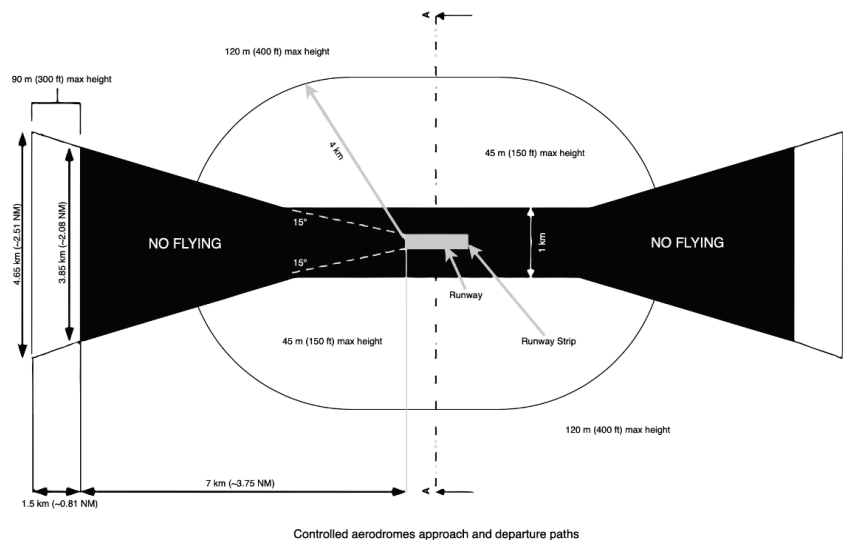 A
120 m (400 ft) max height
90 m (300 ft) max height
4 km
45 m (150 ft) max height
4.65 km (~2.51 NM)
3.85 km (~2.08 NM)
15°
NO FLYING
1 km
NO FLYING
15°
Runway
45 m (150 ft) max height
Runway Strip
120 m (400 ft) max height
7 km (~3.75 NM)
A
1.5 km (~0.81 NM)
Controlled aerodromes approach and departure paths